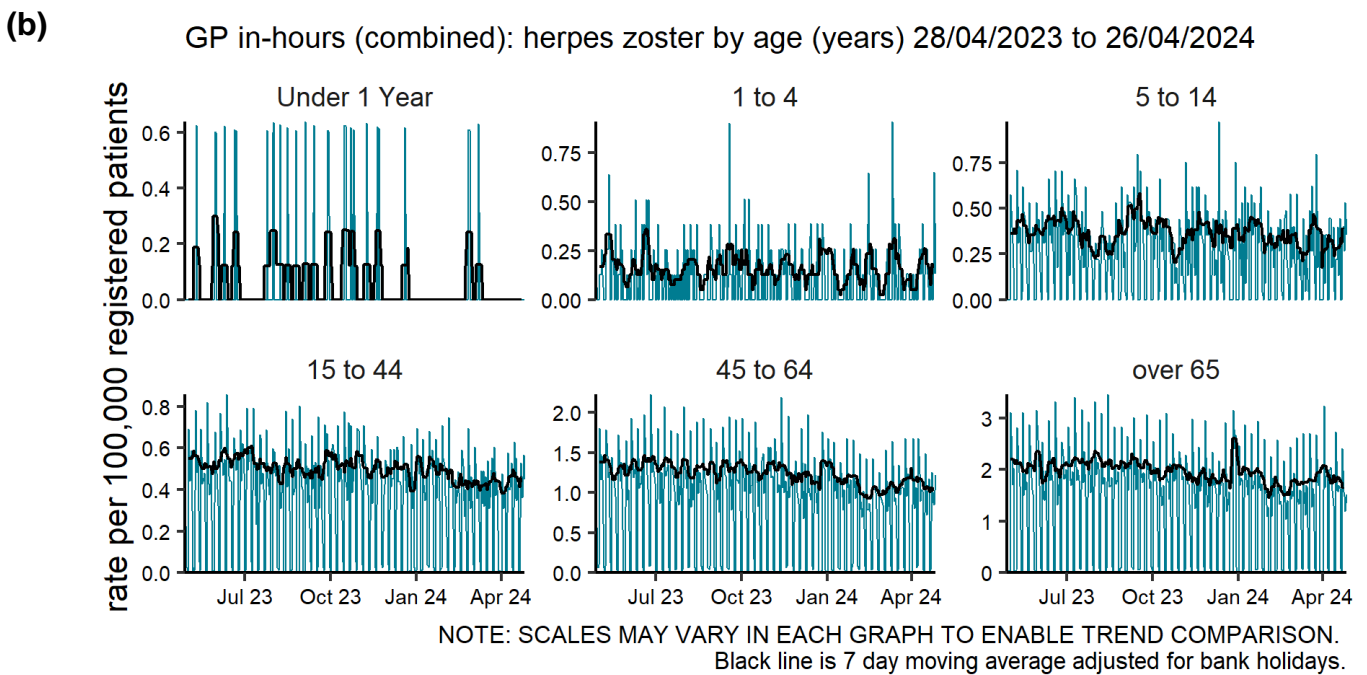 (b)
GP in-hours (combined): herpes zoster by age (years) 28/04/2023 to 26/04/2024
rate per 100,000 registered patients
Under 1 Year
0.6
0.4
0.2
0.0
1 to 4
0.75
0.50
0.25
0.00
5 to 14
0.75
0.50
0.25
0.00
15 to 44
0.8
0.6
0.4
0.2
0.0
Jul 23 Oct 23 Jan 24 Apr 24
45 to 64
2.0
1.5
1.0
0.5
0.0
Jul 23 Oct 23 Jan 24 Apr 24
over 65
3
2
1
0
Jul 23 Oct 23 Jan 24 Apr 24
NOTE: SCALES MAY VARY IN EACH GRAPH TO ENABLE TREND COMPARISON.
Black line is 7 day moving average adjusted for bank holidays.